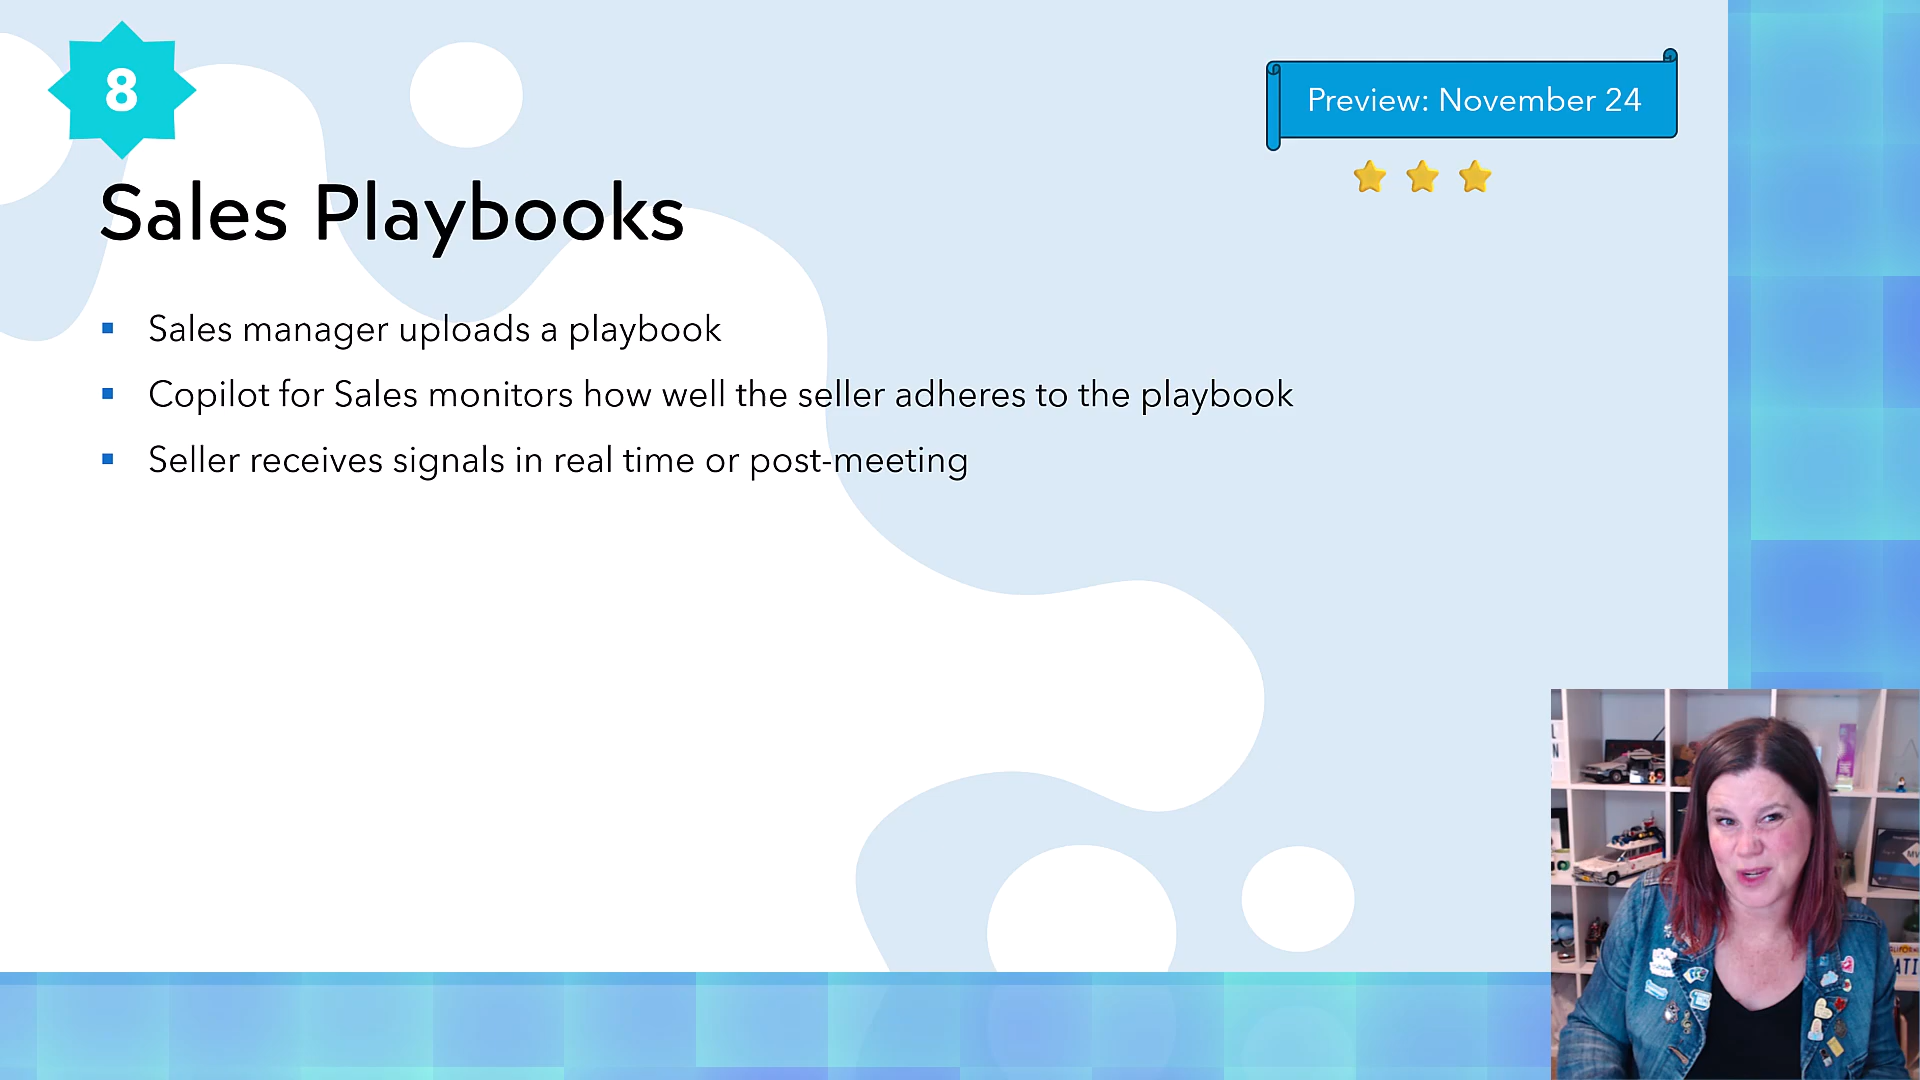 8
Preview: November 24
Sales Playbooks
Sales manager uploads a playbook
Copilot for Sales monitors how well the seller adheres to the playbook
Seller receives signals in real time or post-meeting